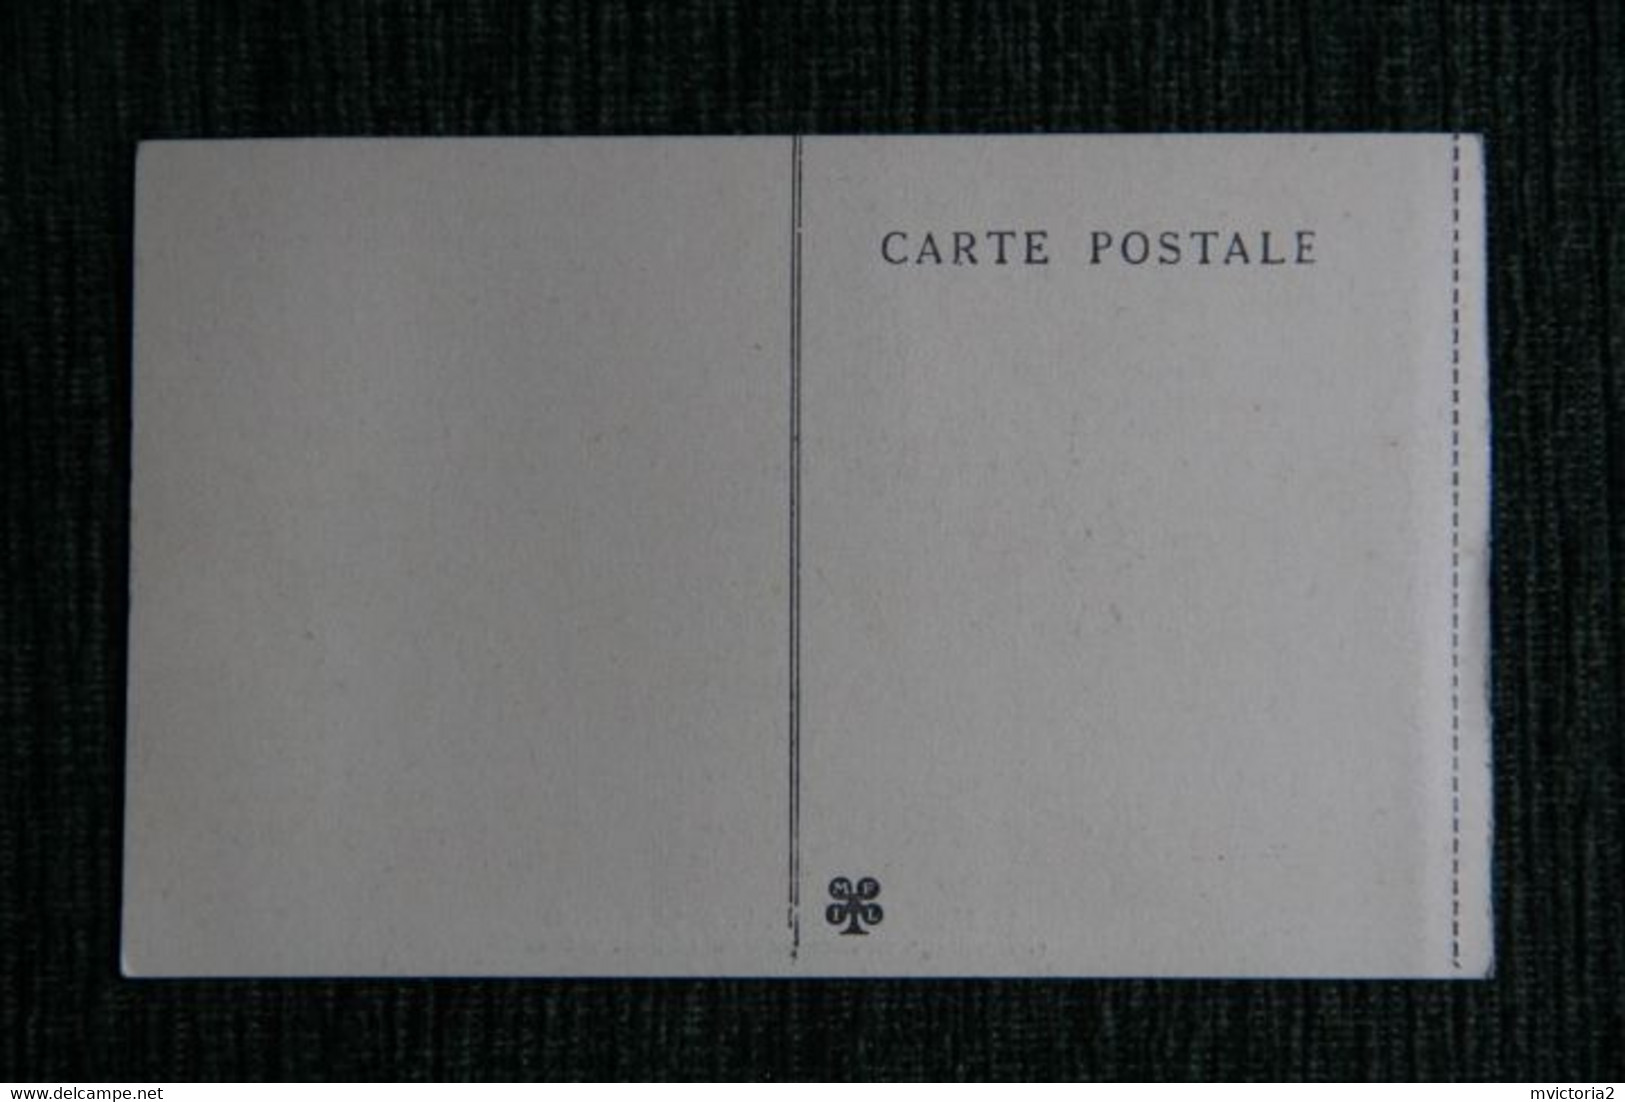 CARTE POSTALE
M F
I L
www.delcampe.net
mvictoria2